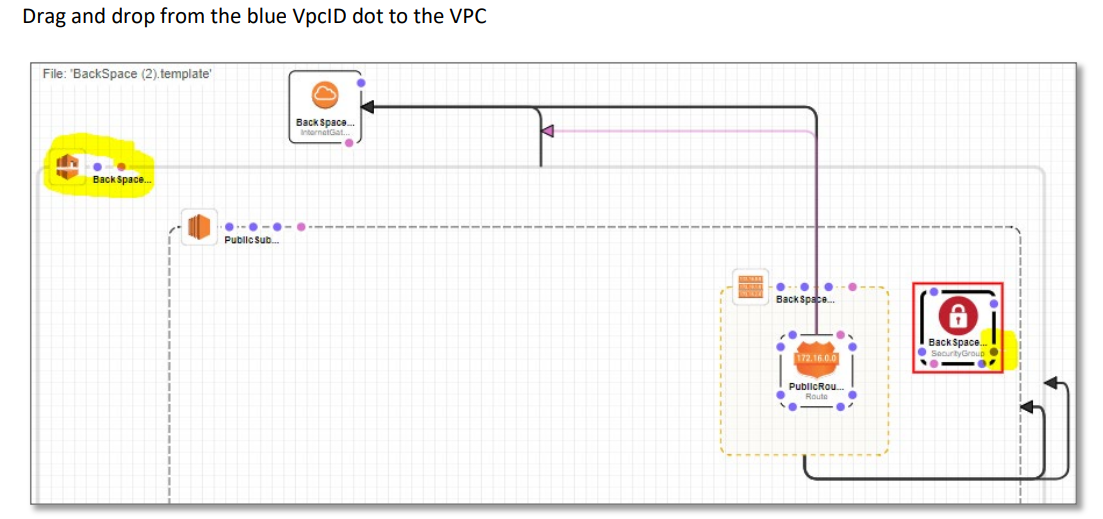 Drag and drop from the blue VpcID dot to the VPC
File: 'BackSpace (2).template'
BackSpace...
InternetGat...
BackSpace...
PublicSub...
BackSpace...
BackSpace...
SecurityGroup
172.16.0.0
PublicRou...
Route